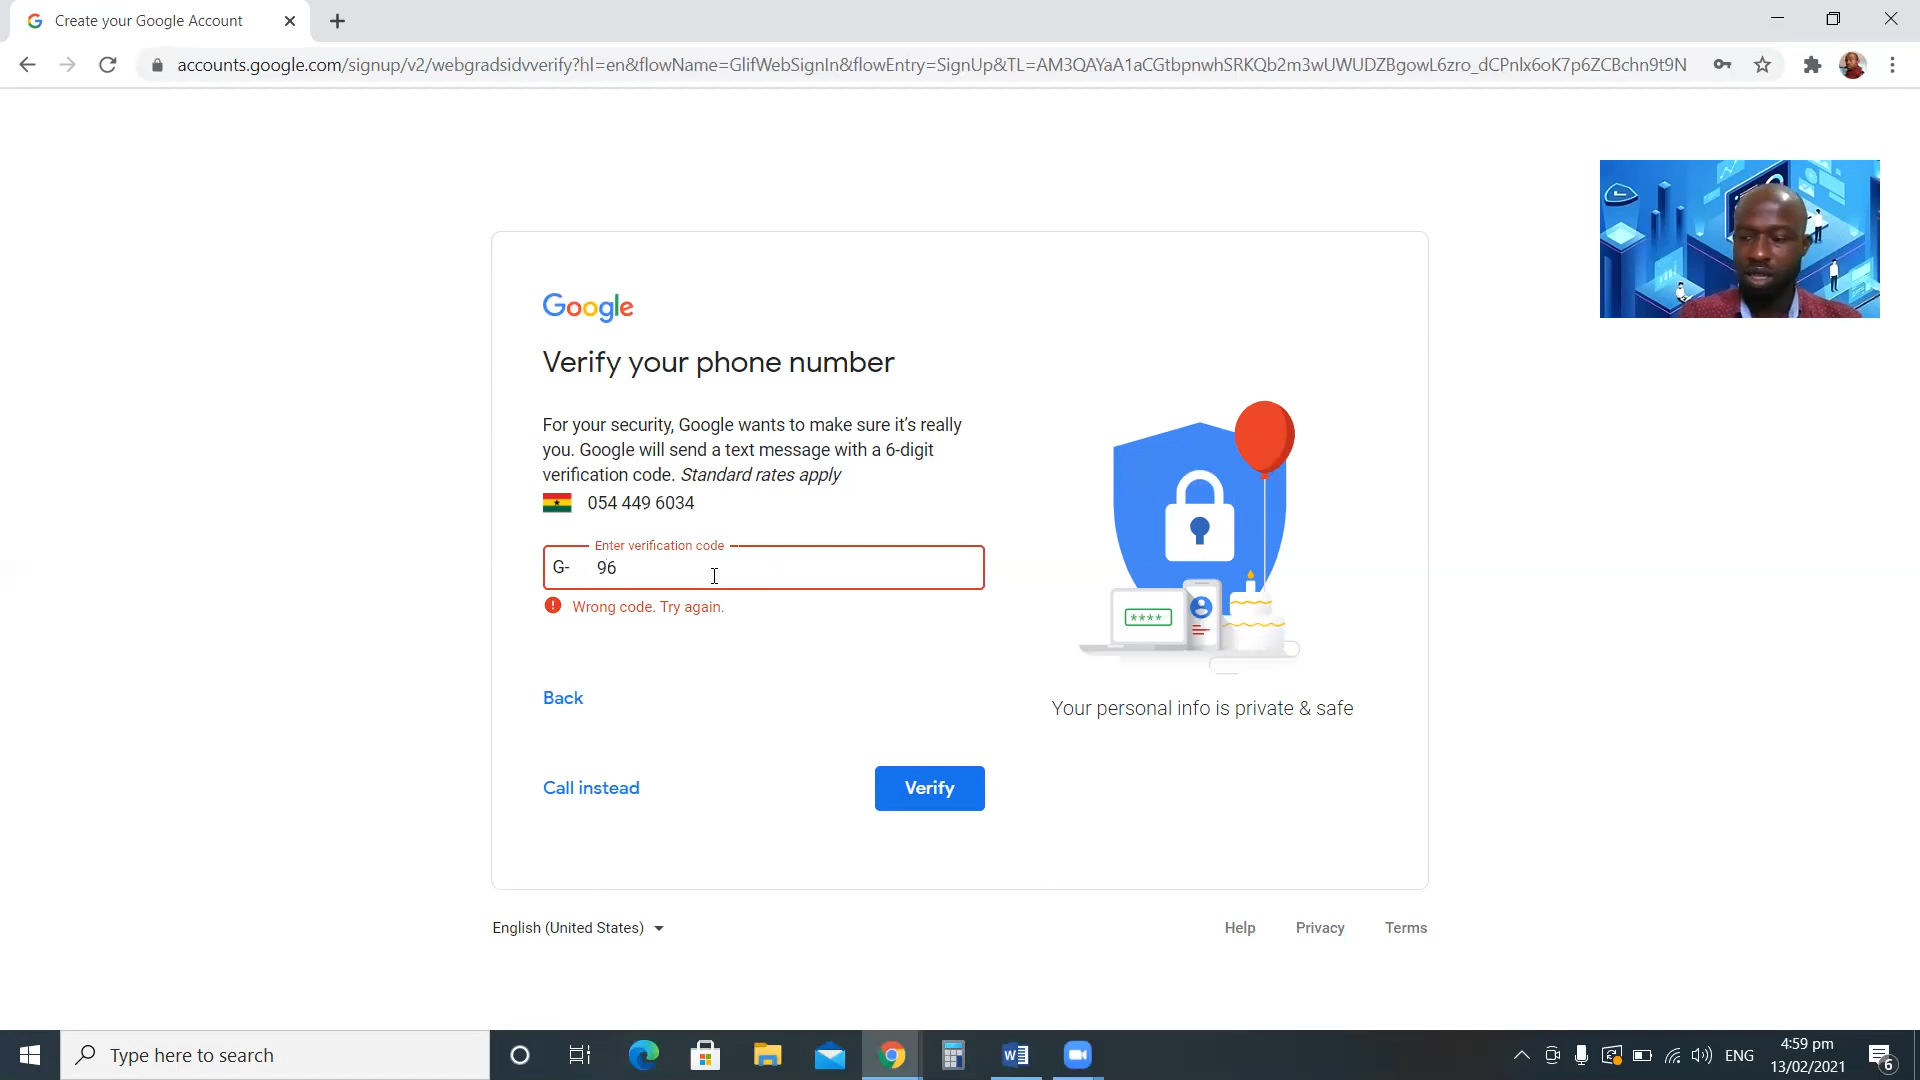 Create your Google Account
accounts.google.com/signup/v2/webgradsidvverify?hl=en&flowName=GlifWebSignIn&flowEntry=SignUp&TL=AM3QAYaA1aCGtbpnwhSRKQb2m3wUWUDZBgowL6zro_dCPnlx6oK7p6ZCBchn9t9N
Google
Verify your phone number
For your security, Google wants to make sure it’s really
you. Google will send a text message with a 6-digit
verification code. Standard rates apply
054 449 6034
Enter verification code
G- 96
Wrong code. Try again.
Back
Call instead
Verify
****
Your personal info is private & safe
English (United States)
Help Privacy Terms
Type here to search
ENG
4:59 pm
13/02/2021
6